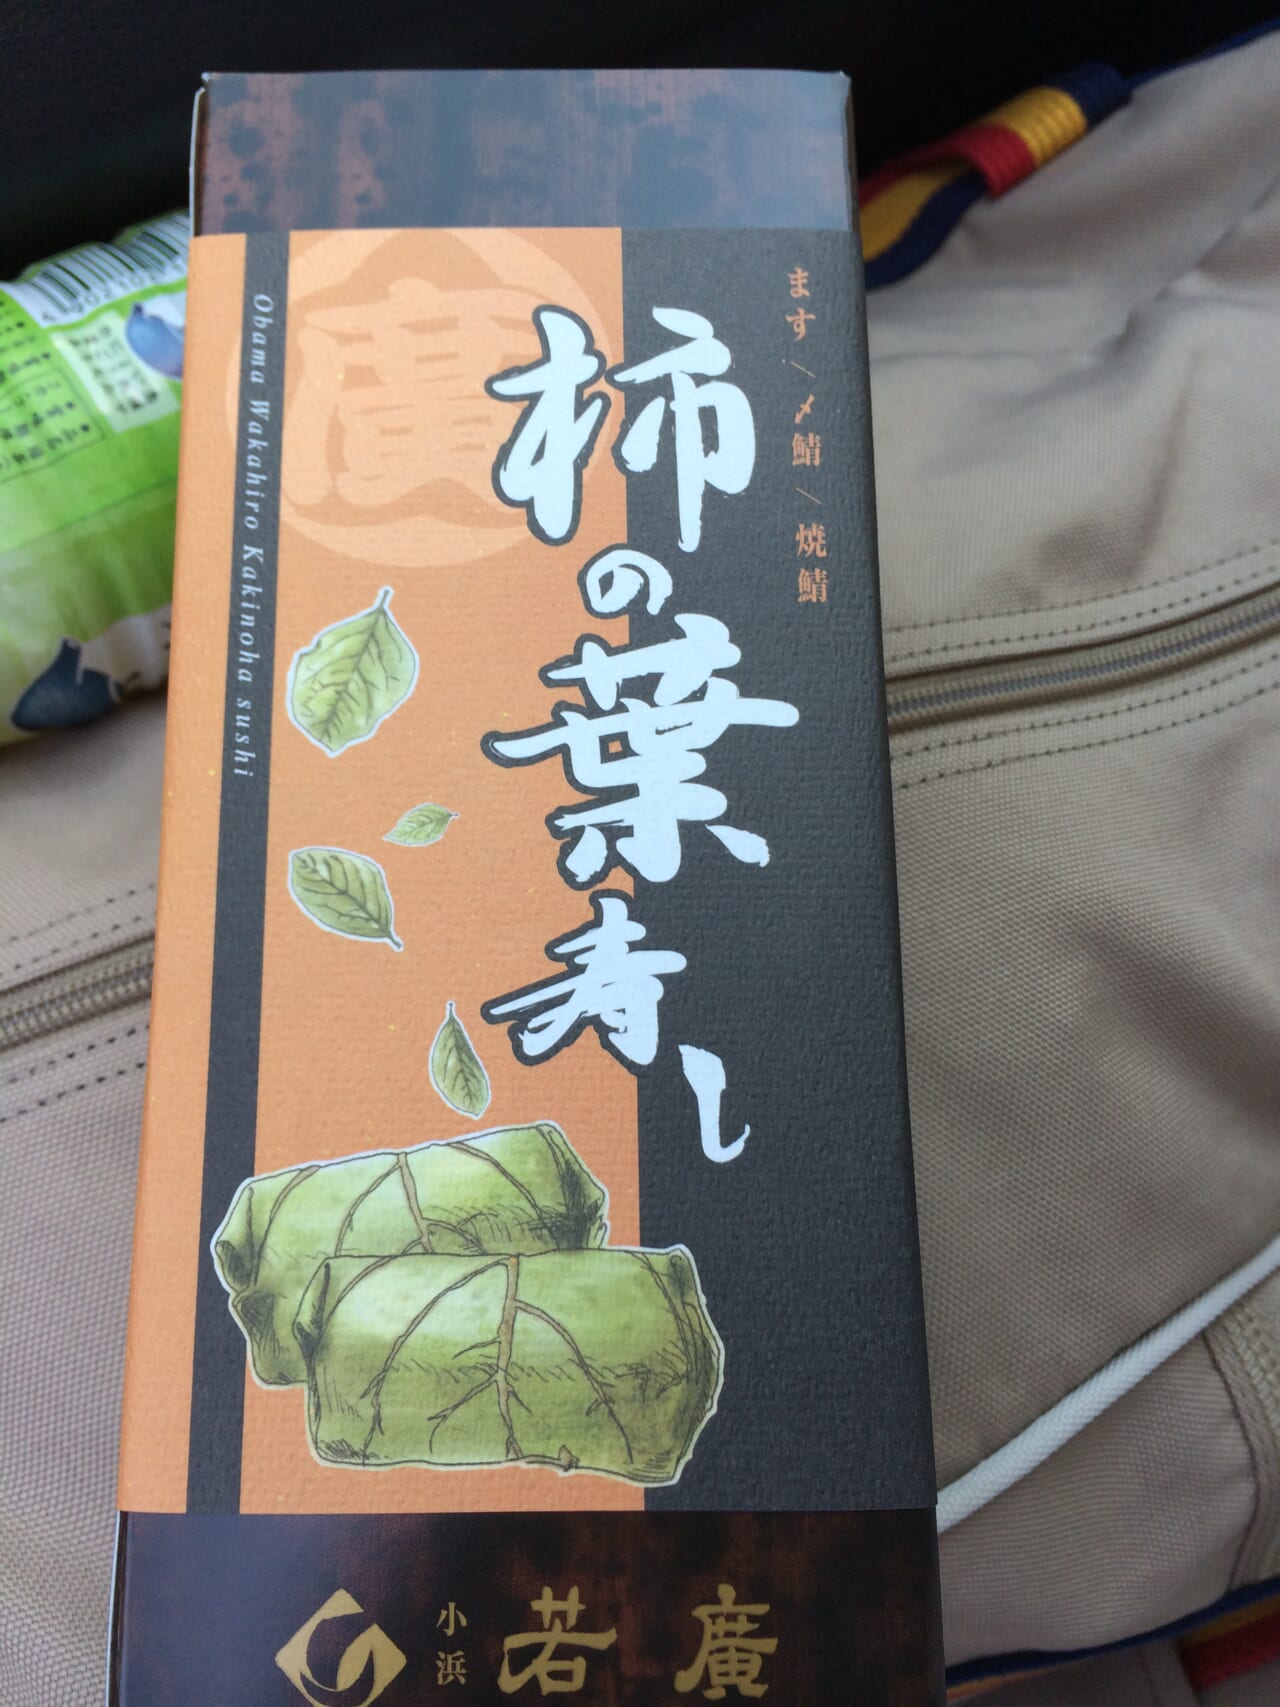 ます\〆鯖\焼鯖
柿の葉寿し
廣
Obama Wakahiro Kakinoha sushi
小浜
若廣